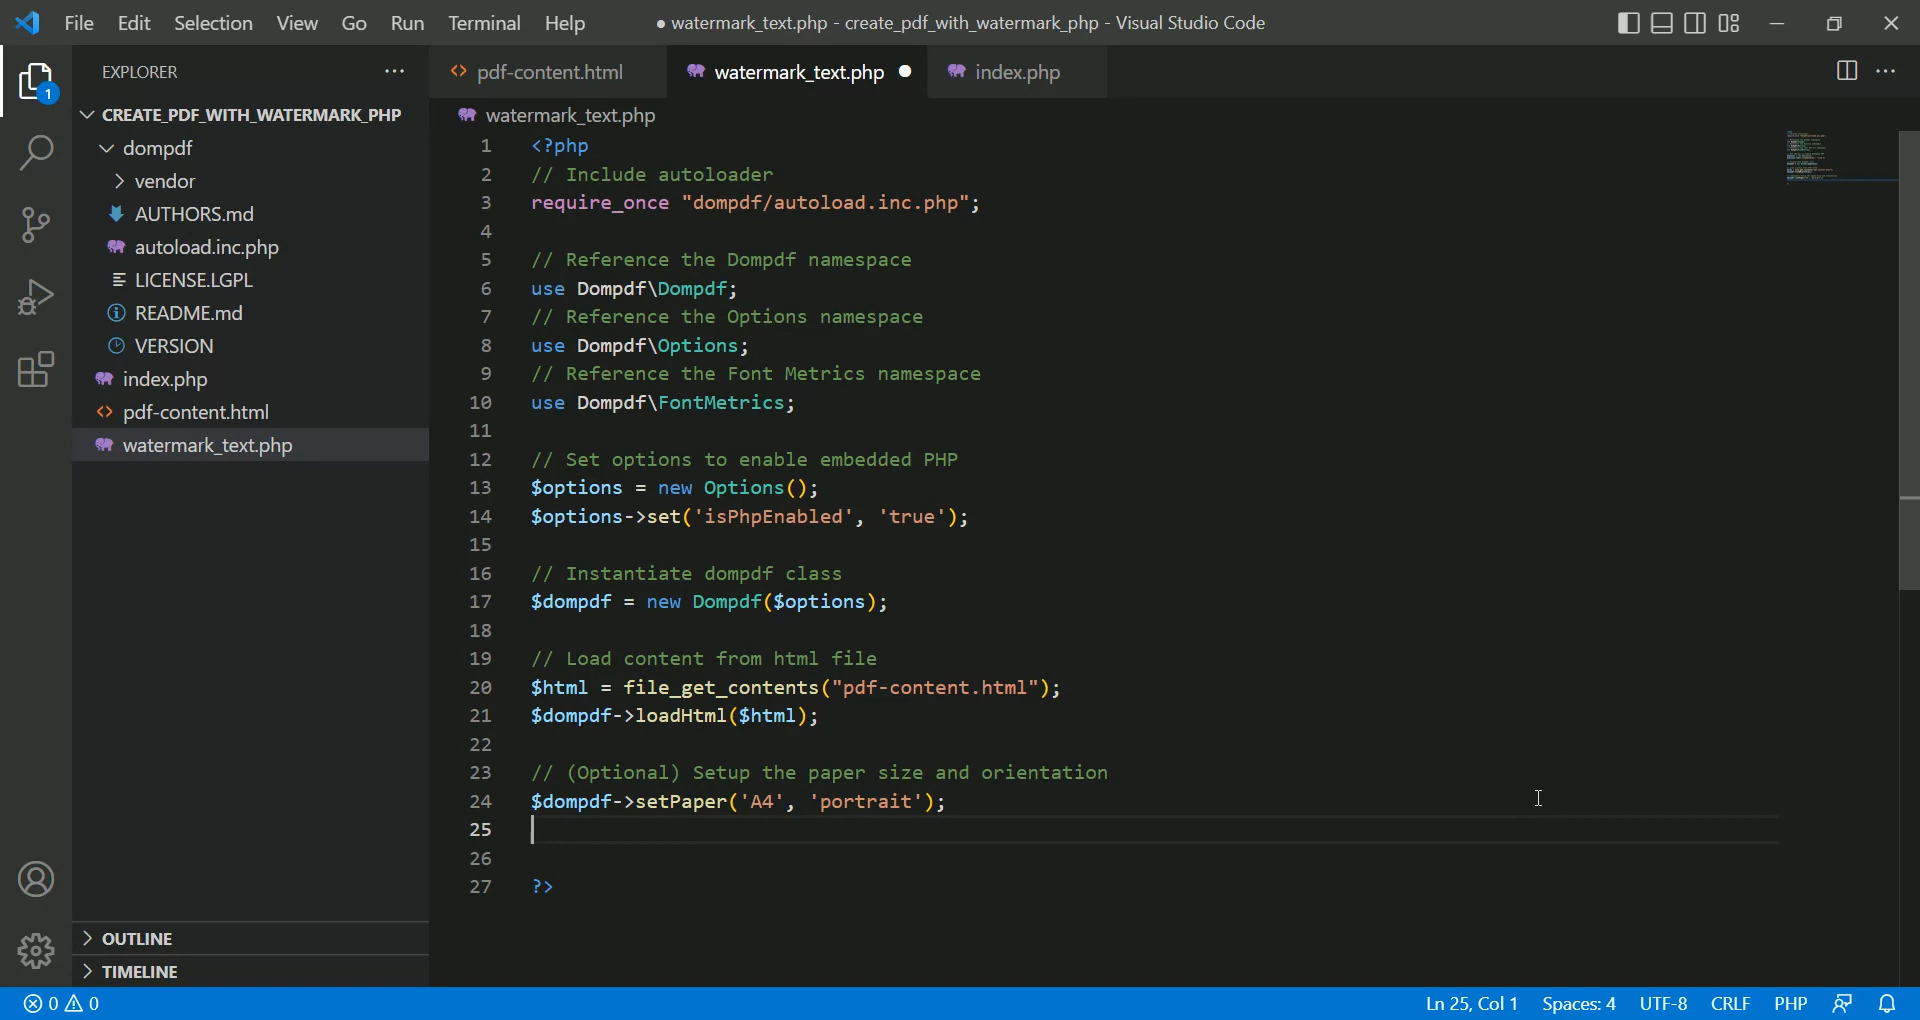 File Edit Selection View Go Run Terminal Help
● watermark_text.php - create_pdf_with_watermark_php - Visual Studio Code
EXPLORER
pdf-content.html
watermark_text.php
index.php
1
CREATE_PDF_WITH_WATERMARK_PHP
dompdf
vendor
AUTHORS.md
autoload.inc.php
LICENSE.LGPL
README.md
VERSION
index.php
pdf-content.html
watermark_text.php
OUTLINE
TIMELINE
watermark_text.php
1 <?php
2 // Include autoloader
3 require_once "dompdf/autoload.inc.php";
4
5 // Reference the Dompdf namespace
6 use Dompdf\Dompdf;
7 // Reference the Options namespace
8 use Dompdf\Options;
9 // Reference the Font Metrics namespace
10 use Dompdf\FontMetrics;
11
12 // Set options to enable embedded PHP
13 $options = new Options();
14 $options->set('isPhpEnabled', 'true');
15
16 // Instantiate dompdf class
17 $dompdf = new Dompdf($options);
18
19 // Load content from html file
20 $html = file_get_contents("pdf-content.html");
21 $dompdf->loadHtml($html);
22
23 // (Optional) Setup the paper size and orientation
24 $dompdf->setPaper('A4', 'portrait');
25
26
27 ?>
0 0
Ln 25, Col 1 Spaces: 4 UTF-8 CRLF PHP